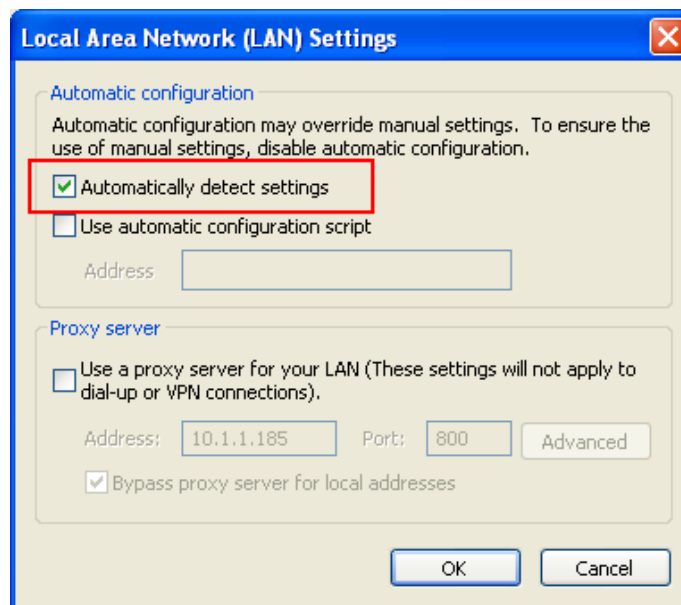 Local Area Network (LAN) Settings
Automatic configuration
Automatic configuration may override manual settings. To ensure the
use of manual settings, disable automatic configuration.
Automatically detect settings
Use automatic configuration script
Address
Proxy server
Use a proxy server for your LAN (These settings will not apply to
dial-up or VPN connections).
Address: 10.1.1.185 Port: 800 Advanced
Bypass proxy server for local addresses
OK Cancel